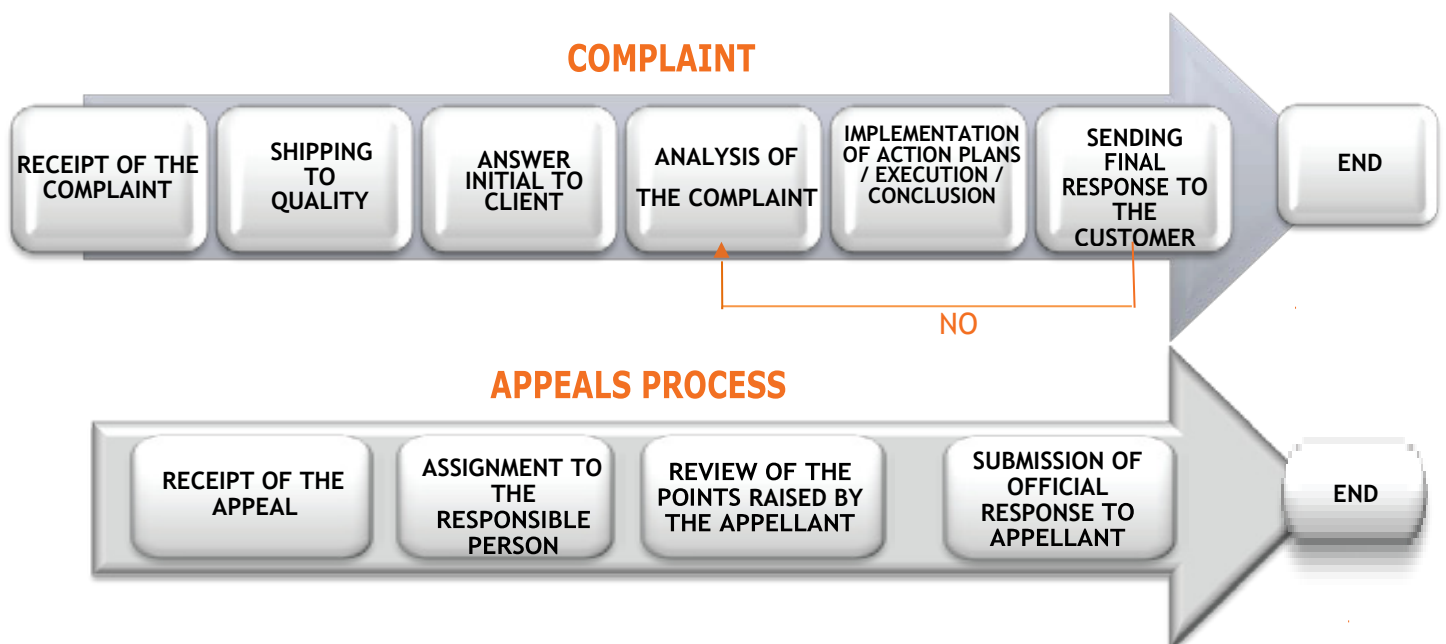 COMPLAINT
RECEIPT OF THE
COMPLAINT
SHIPPING
TO
QUALITY
ANSWER
INITIAL TO
CLIENT
ANALYSIS OF
THE COMPLAINT
IMPLEMENTATION
OF ACTION PLANS
/ EXECUTION /
CONCLUSION
SENDING
FINAL
RESPONSE TO
THE
CUSTOMER
END
NO
APPEALS PROCESS
RECEIPT OF THE
APPEAL
ASSIGNMENT TO
THE
RESPONSIBLE
PERSON
REVIEW OF THE
POINTS RAISED BY
THE APPELLANT
SUBMISSION OF
OFFICIAL
RESPONSE TO
APPELLANT
END